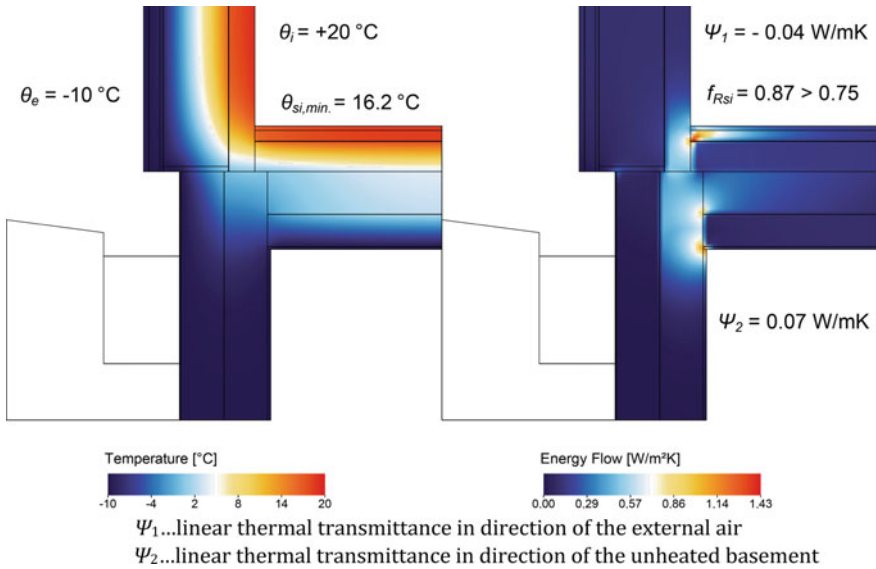 θi = +20 °C
θe = -10 °C
θsi,min. = 16.2 °C
Ψ1 = - 0.04 W/mK
fRsi = 0.87 > 0.75
Ψ2 = 0.07 W/mK
Temperature [°C]
-10 -4 2 8 14 20
Energy Flow [W/m²K]
0.00 0.29 0.57 0.86 1.14 1.43
Ψ1...linear thermal transmittance in direction of the external air
Ψ2...linear thermal transmittance in direction of the unheated basement